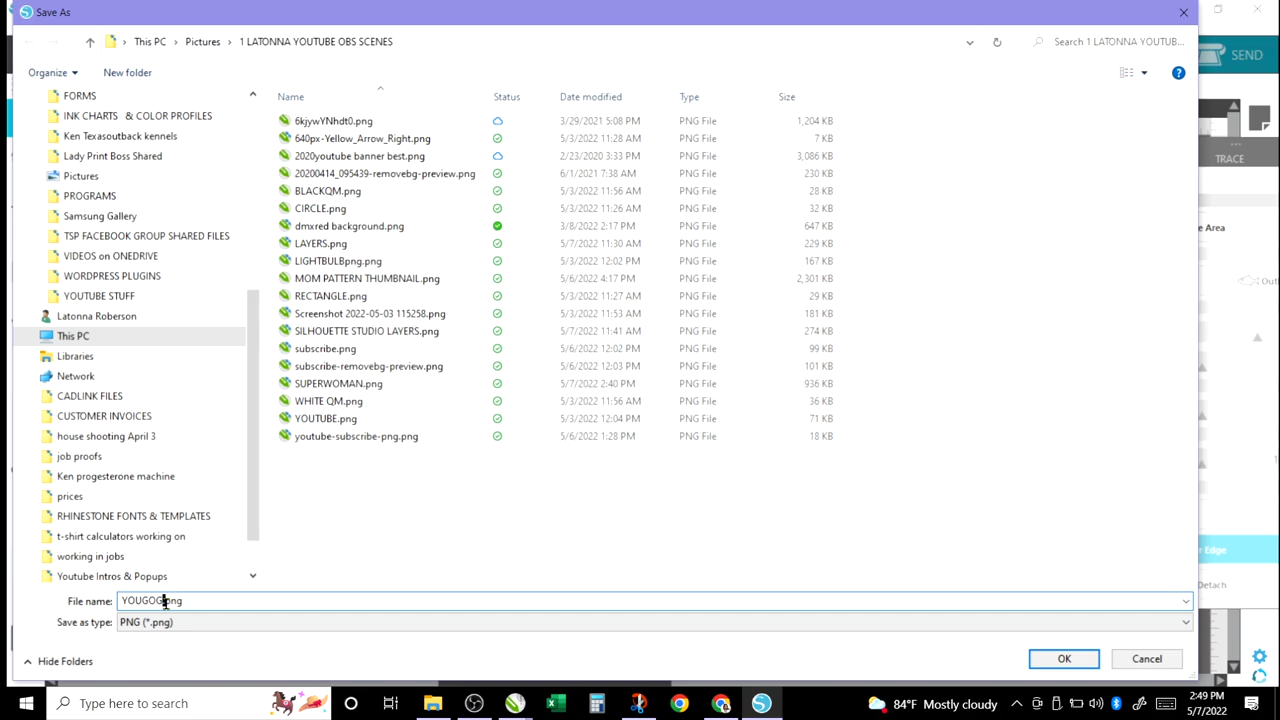 Save As
This PC Pictures 1 LATONNA YOUTUBE OBS SCENES
Search 1 LATONNA YOUTUB...
SEND
Organize New folder
FORMS
INK CHARTS & COLOR PROFILES
Ken Texasoutback kennels
Lady Print Boss Shared
Pictures
PROGRAMS
Samsung Gallery
TSP FACEBOOK GROUP SHARED FILES
VIDEOS on ONEDRIVE
WORDPRESS PLUGINS
YOUTUBE STUFF
Latonna Roberson
This PC
Libraries
Network
CADLINK FILES
CUSTOMER INVOICES
house shooting April 3
job proofs
Ken progesterone machine
prices
RHINESTONE FONTS & TEMPLATES
t-shirt calculators working on
working in jobs
Youtube Intros & Popups
Name Status Date modified Type Size
6kjywYNhdt0.png 3/29/2021 5:08 PM PNG File 1,204 KB
640px-Yellow_Arrow_Right.png 5/3/2022 11:28 AM PNG File 7 KB
2020youtube banner best.png 2/23/2020 3:33 PM PNG File 3,086 KB
20200414_095439-removebg-preview.png 6/1/2021 7:38 AM PNG File 230 KB
BLACKQM.png 5/3/2022 11:56 AM PNG File 28 KB
CIRCLE.png 5/3/2022 11:26 AM PNG File 32 KB
dmxred background.png 3/8/2022 2:17 PM PNG File 647 KB
LAYERS.png 5/7/2022 11:30 AM PNG File 229 KB
LIGHTBULBpng.png 5/3/2022 12:02 PM PNG File 167 KB
MOM PATTERN THUMBNAIL.png 5/6/2022 4:17 PM PNG File 2,301 KB
RECTANGLE.png 5/3/2022 11:27 AM PNG File 29 KB
Screenshot 2022-05-03 115258.png 5/3/2022 11:53 AM PNG File 181 KB
SILHOUETTE STUDIO LAYERS.png 5/7/2022 11:41 AM PNG File 274 KB
subscribe.png 5/6/2022 12:02 PM PNG File 99 KB
subscribe-removebg-preview.png 5/6/2022 12:03 PM PNG File 101 KB
SUPERWOMAN.png 5/7/2022 2:40 PM PNG File 936 KB
WHITE QM.png 5/3/2022 11:56 AM PNG File 36 KB
YOUTUBE.png 5/3/2022 12:04 PM PNG File 71 KB
youtube-subscribe-png.png 5/6/2022 1:28 PM PNG File 18 KB
TRACE
e Area
Out
r Edge
Detach
File name: YOUGOG.png
Save as type: PNG (*.png)
Hide Folders
OK Cancel
Type here to search
84°F Mostly cloudy
2:49 PM
5/7/2022